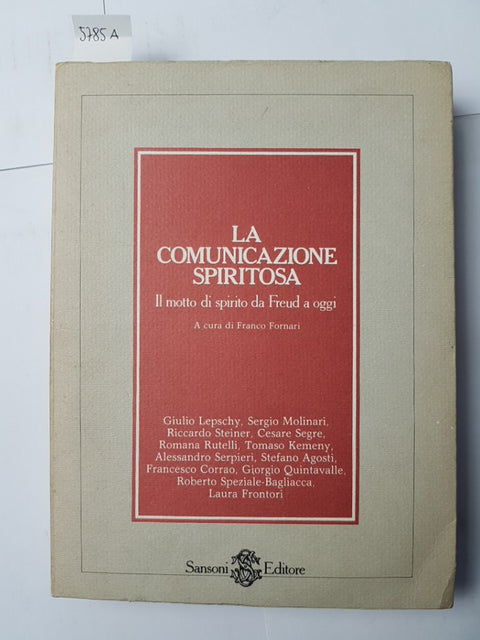 5785 A
LA
COMUNICAZIONE
SPIRITOSA
Il motto di spirito da Freud a oggi
A cura di Franco Fornari
Giulio Lepschy, Sergio Molinari,
Riccardo Steiner, Cesare Segre,
Romana Rutelli, Tomaso Kemeny,
Alessandro Serpieri, Stefano Agosti,
Francesco Corrao, Giorgio Quintavalle,
Roberto Speziale-Bagliacca,
Laura Frontori
Sansoni Editore